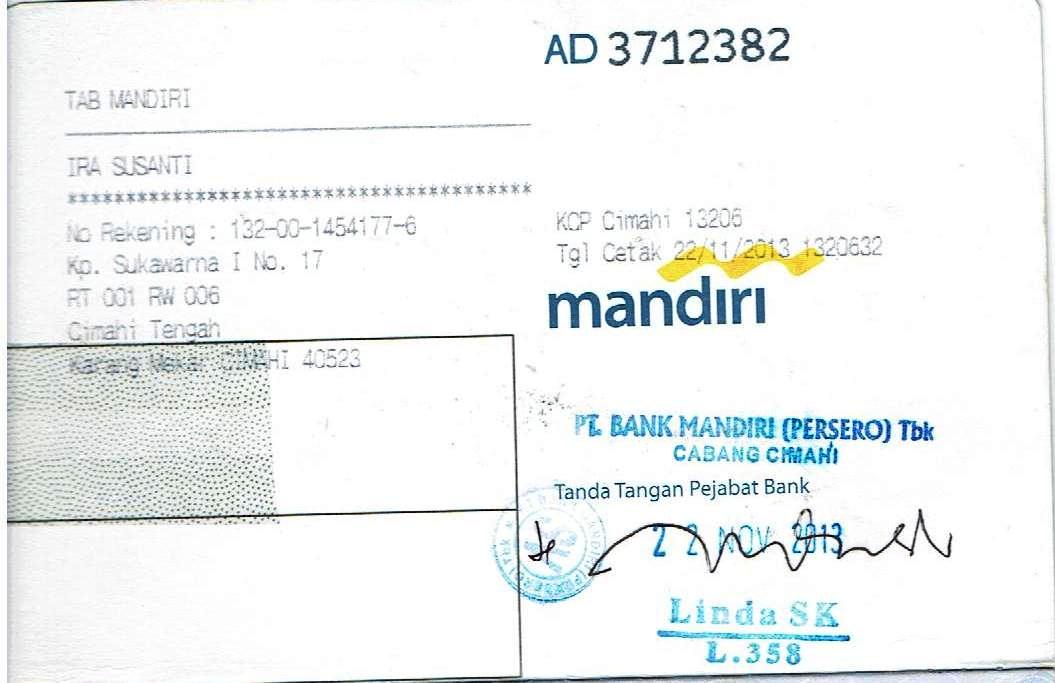 AD 3712382
TAB MANDIRI
IRA SUSANTI
****************************************
No Rekening : 132-00-1454177-6
Kp. Sukawarna I No. 17
RT 001 RW 006
Cimahi Tengah
Karang Mekar CIMAHI 40523
KCP Cimahi 13206
Tgl Cetak 22/11/2013 1320632
mandırı
PT. BANK MANDIRI (PERSERO) Tbk
CABANG CIMAHI
Tanda Tangan Pejabat Bank
22 NOV 2013
Linda SK
L.358